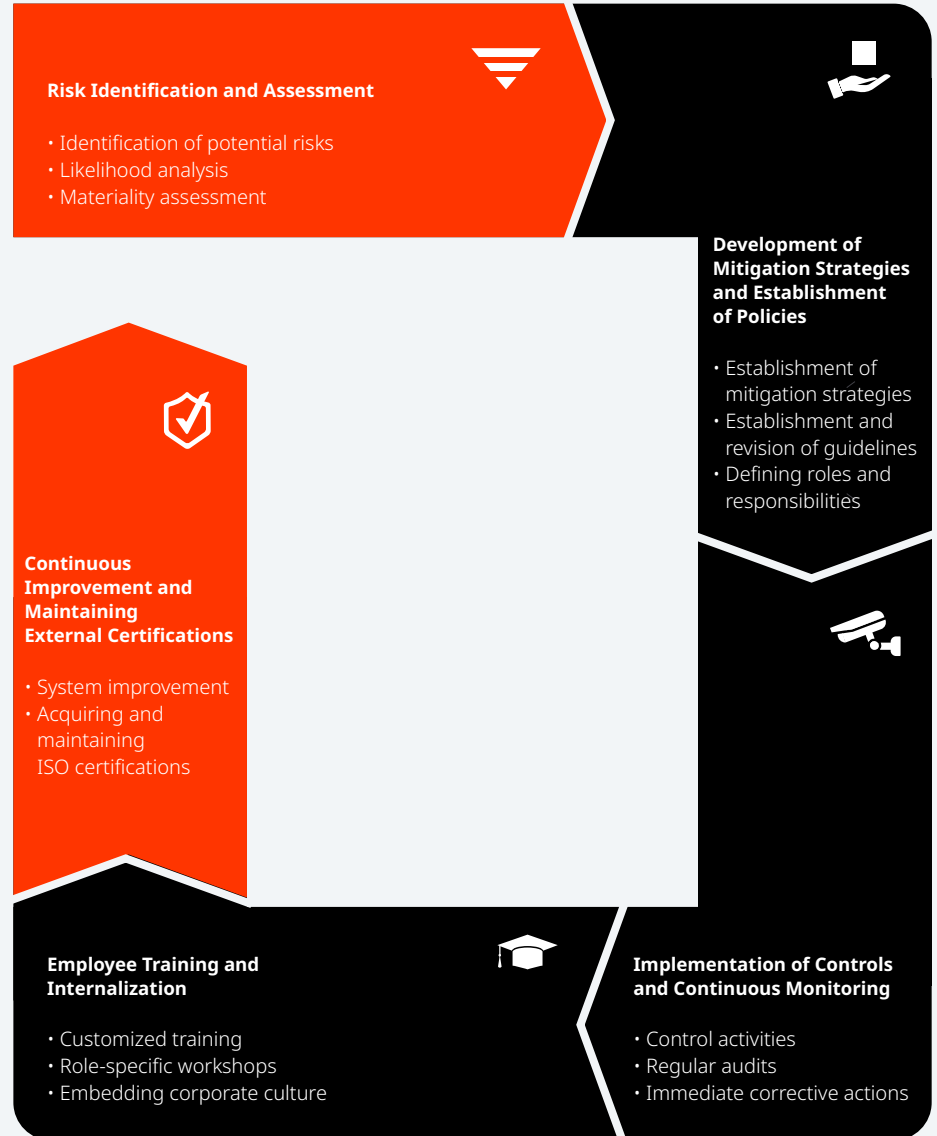 Risk Identification and Assessment
• Identification of potential risks
• Likelihood analysis
• Materiality assessment
Development of
Mitigation Strategies
and Establishment
of Policies
• Establishment of
mitigation strategies
• Establishment and
revision of guidelines
• Defining roles and
responsibilities
Implementation of Controls
and Continuous Monitoring
• Control activities
• Regular audits
• Immediate corrective actions
Employee Training and
Internalization
• Customized training
• Role-specific workshops
• Embedding corporate culture
Continuous
Improvement and
Maintaining
External Certifications
• System improvement
• Acquiring and
maintaining
ISO certifications